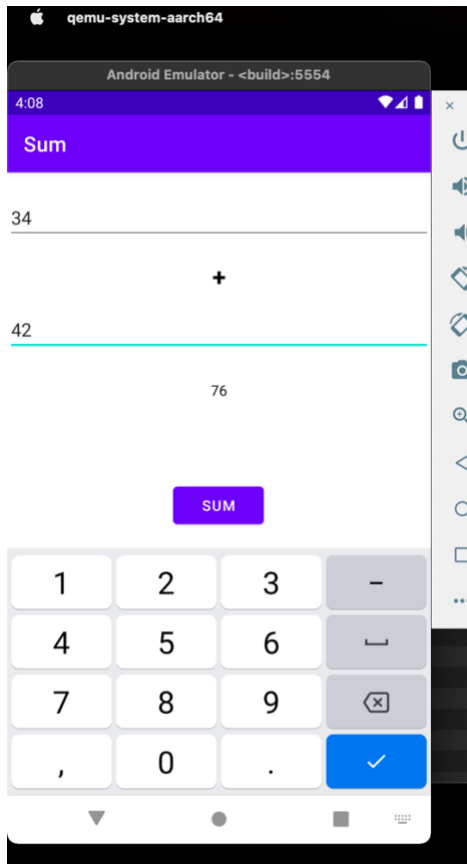 qemu-system-aarch64
Android Emulator - <build>:5554
4:08
Sum
34
+
42
76
SUM
1 2 3 -
4 5 6
7 8 9
, 0 .